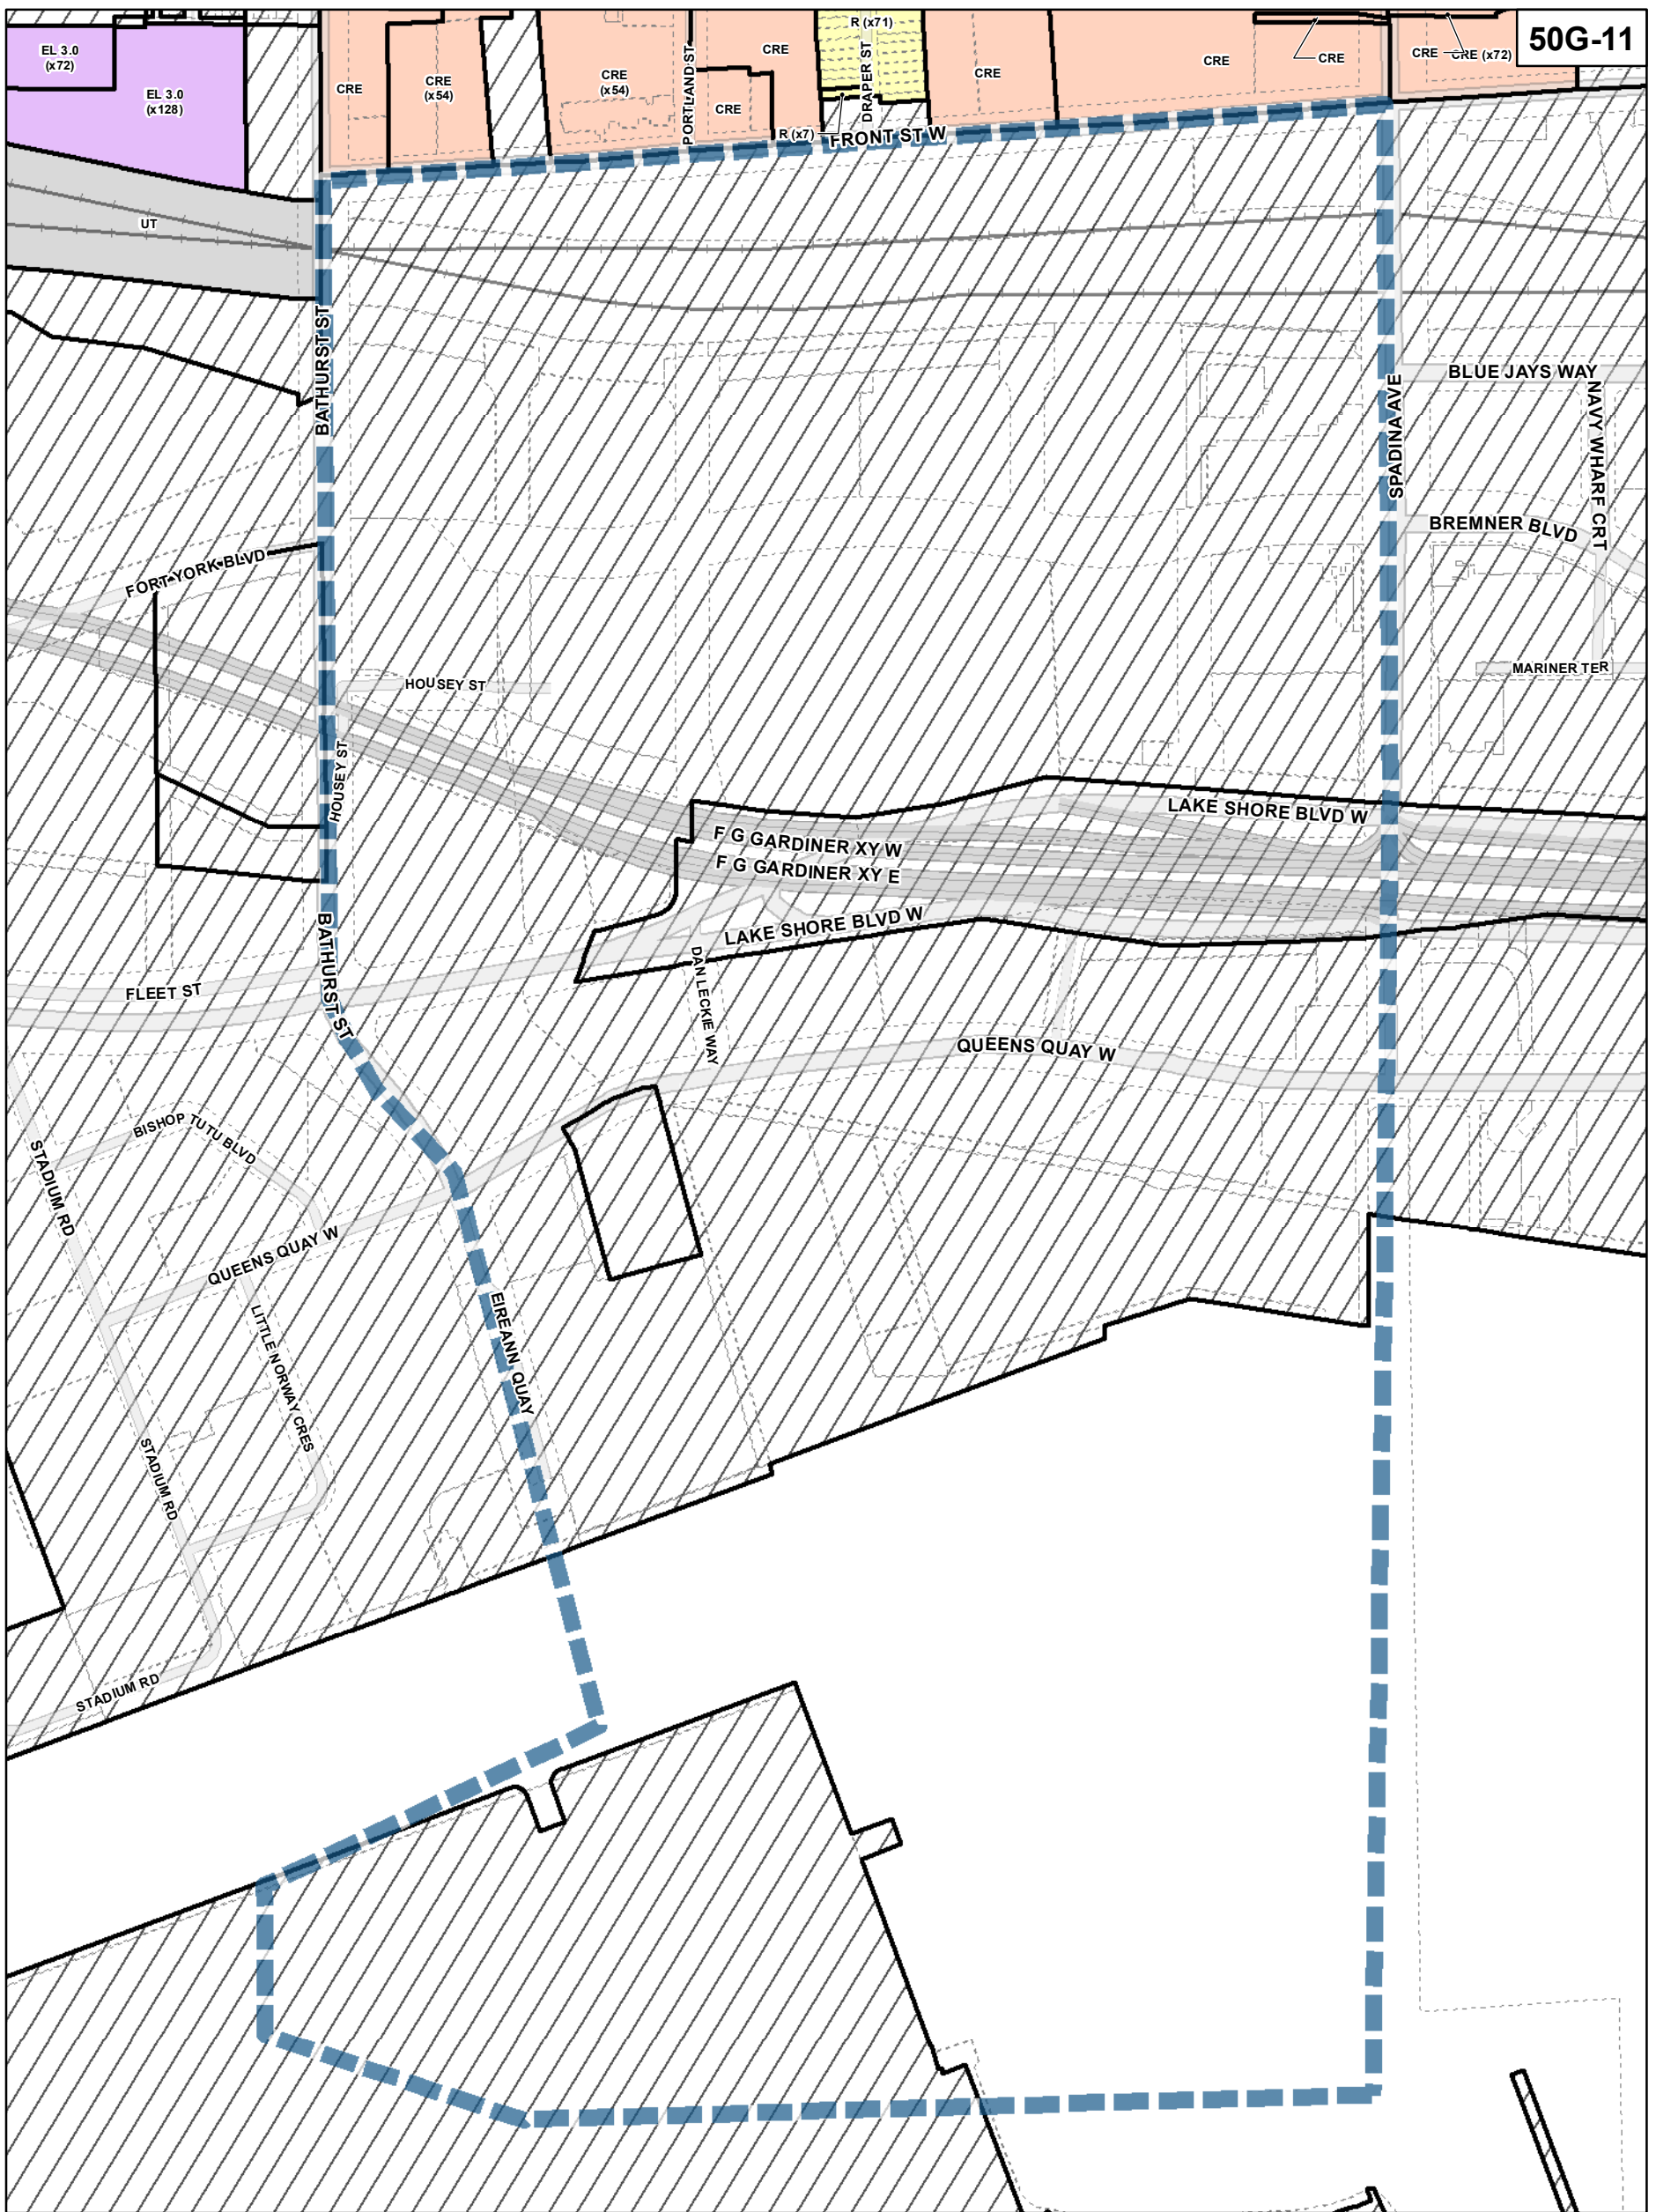 50G-11
EL 3.0
(x72)
EL 3.0
(x128)
CRE
CRE
(x54)
CRE
(x54)
PORTLAND ST
CRE
CRE
R (x71)
DRAPER ST
R (x7)
CRE
CRE
CRE
CRE
CRE (x72)
FRONT ST W
UT
BATHURST ST
SPADINA AVE
BLUE JAYS WAY
NAVY WHARF CRT
BREMNER BLVD
FORT YORK BLVD
MARINER TER
HOUSEY ST
HOUSEY ST
LAKE SHORE BLVD W
F G GARDINER XY W
F G GARDINER XY E
LAKE SHORE BLVD W
BATHURST ST
DAN LECKIE WAY
FLEET ST
QUEENS QUAY W
BISHOP TUTU BLVD
STADIUM RD
QUEENS QUAY W
EIREANN QUAY
LITTLE NORWAY CRES
STADIUM RD
STADIUM RD